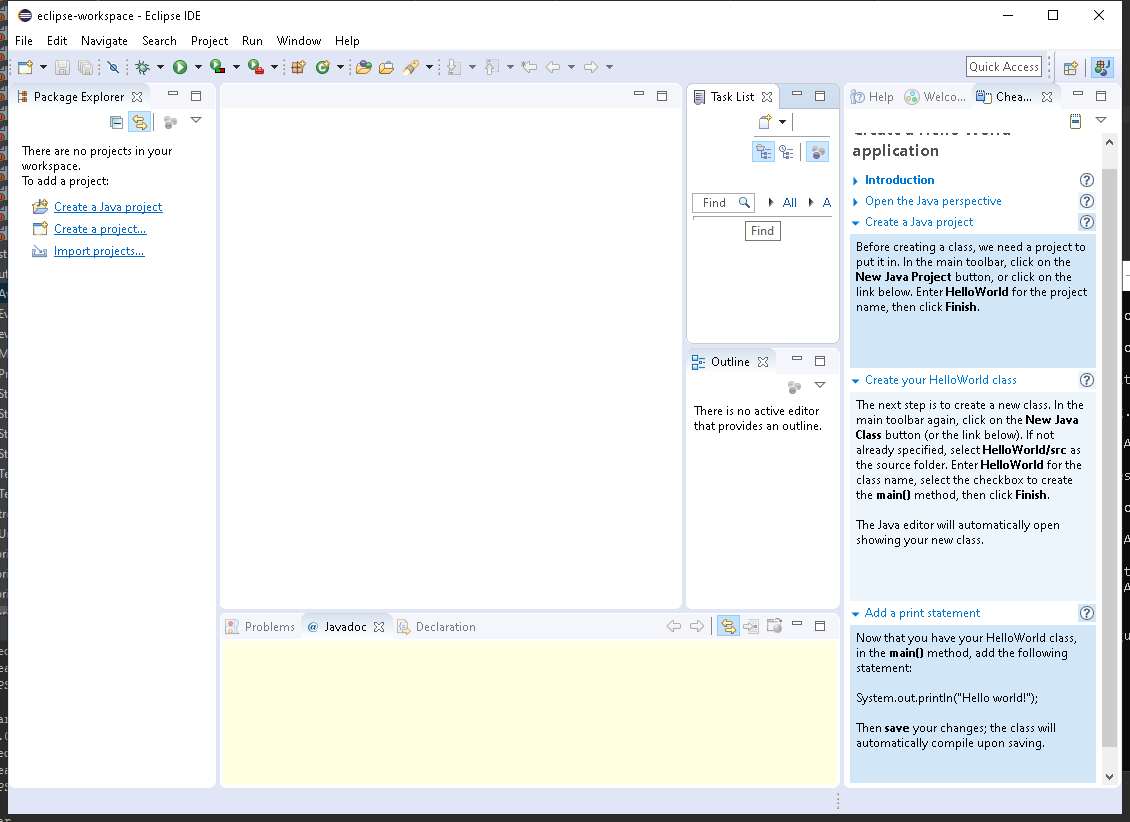 eclipse-workspace - Eclipse IDE
File Edit Navigate Search Project Run Window Help
Quick Access
Package Explorer
There are no projects in your
workspace.
To add a project:
Create a Java project
Create a project...
Import projects...
Task List
Find All A
Find
Outline
There is no active editor
that provides an outline.
Problems @ Javadoc Declaration
Help Welco... Chea...
Create a Hello World
application
Introduction
Open the Java perspective
Create a Java project
Before creating a class, we need a project to
put it in. In the main toolbar, click on the
New Java Project button, or click on the
link below. Enter HelloWorld for the project
name, then click Finish.
Create your HelloWorld class
The next step is to create a new class. In the
main toolbar again, click on the New Java
Class button (or the link below). If not
already specified, select HelloWorld/src as
the source folder. Enter HelloWorld for the
class name, select the checkbox to create
the main() method, then click Finish.
The Java editor will automatically open
showing your new class.
Add a print statement
Now that you have your HelloWorld class,
in the main() method, add the following
statement:
System.out.println("Hello world!");
Then save your changes; the class will
automatically compile upon saving.